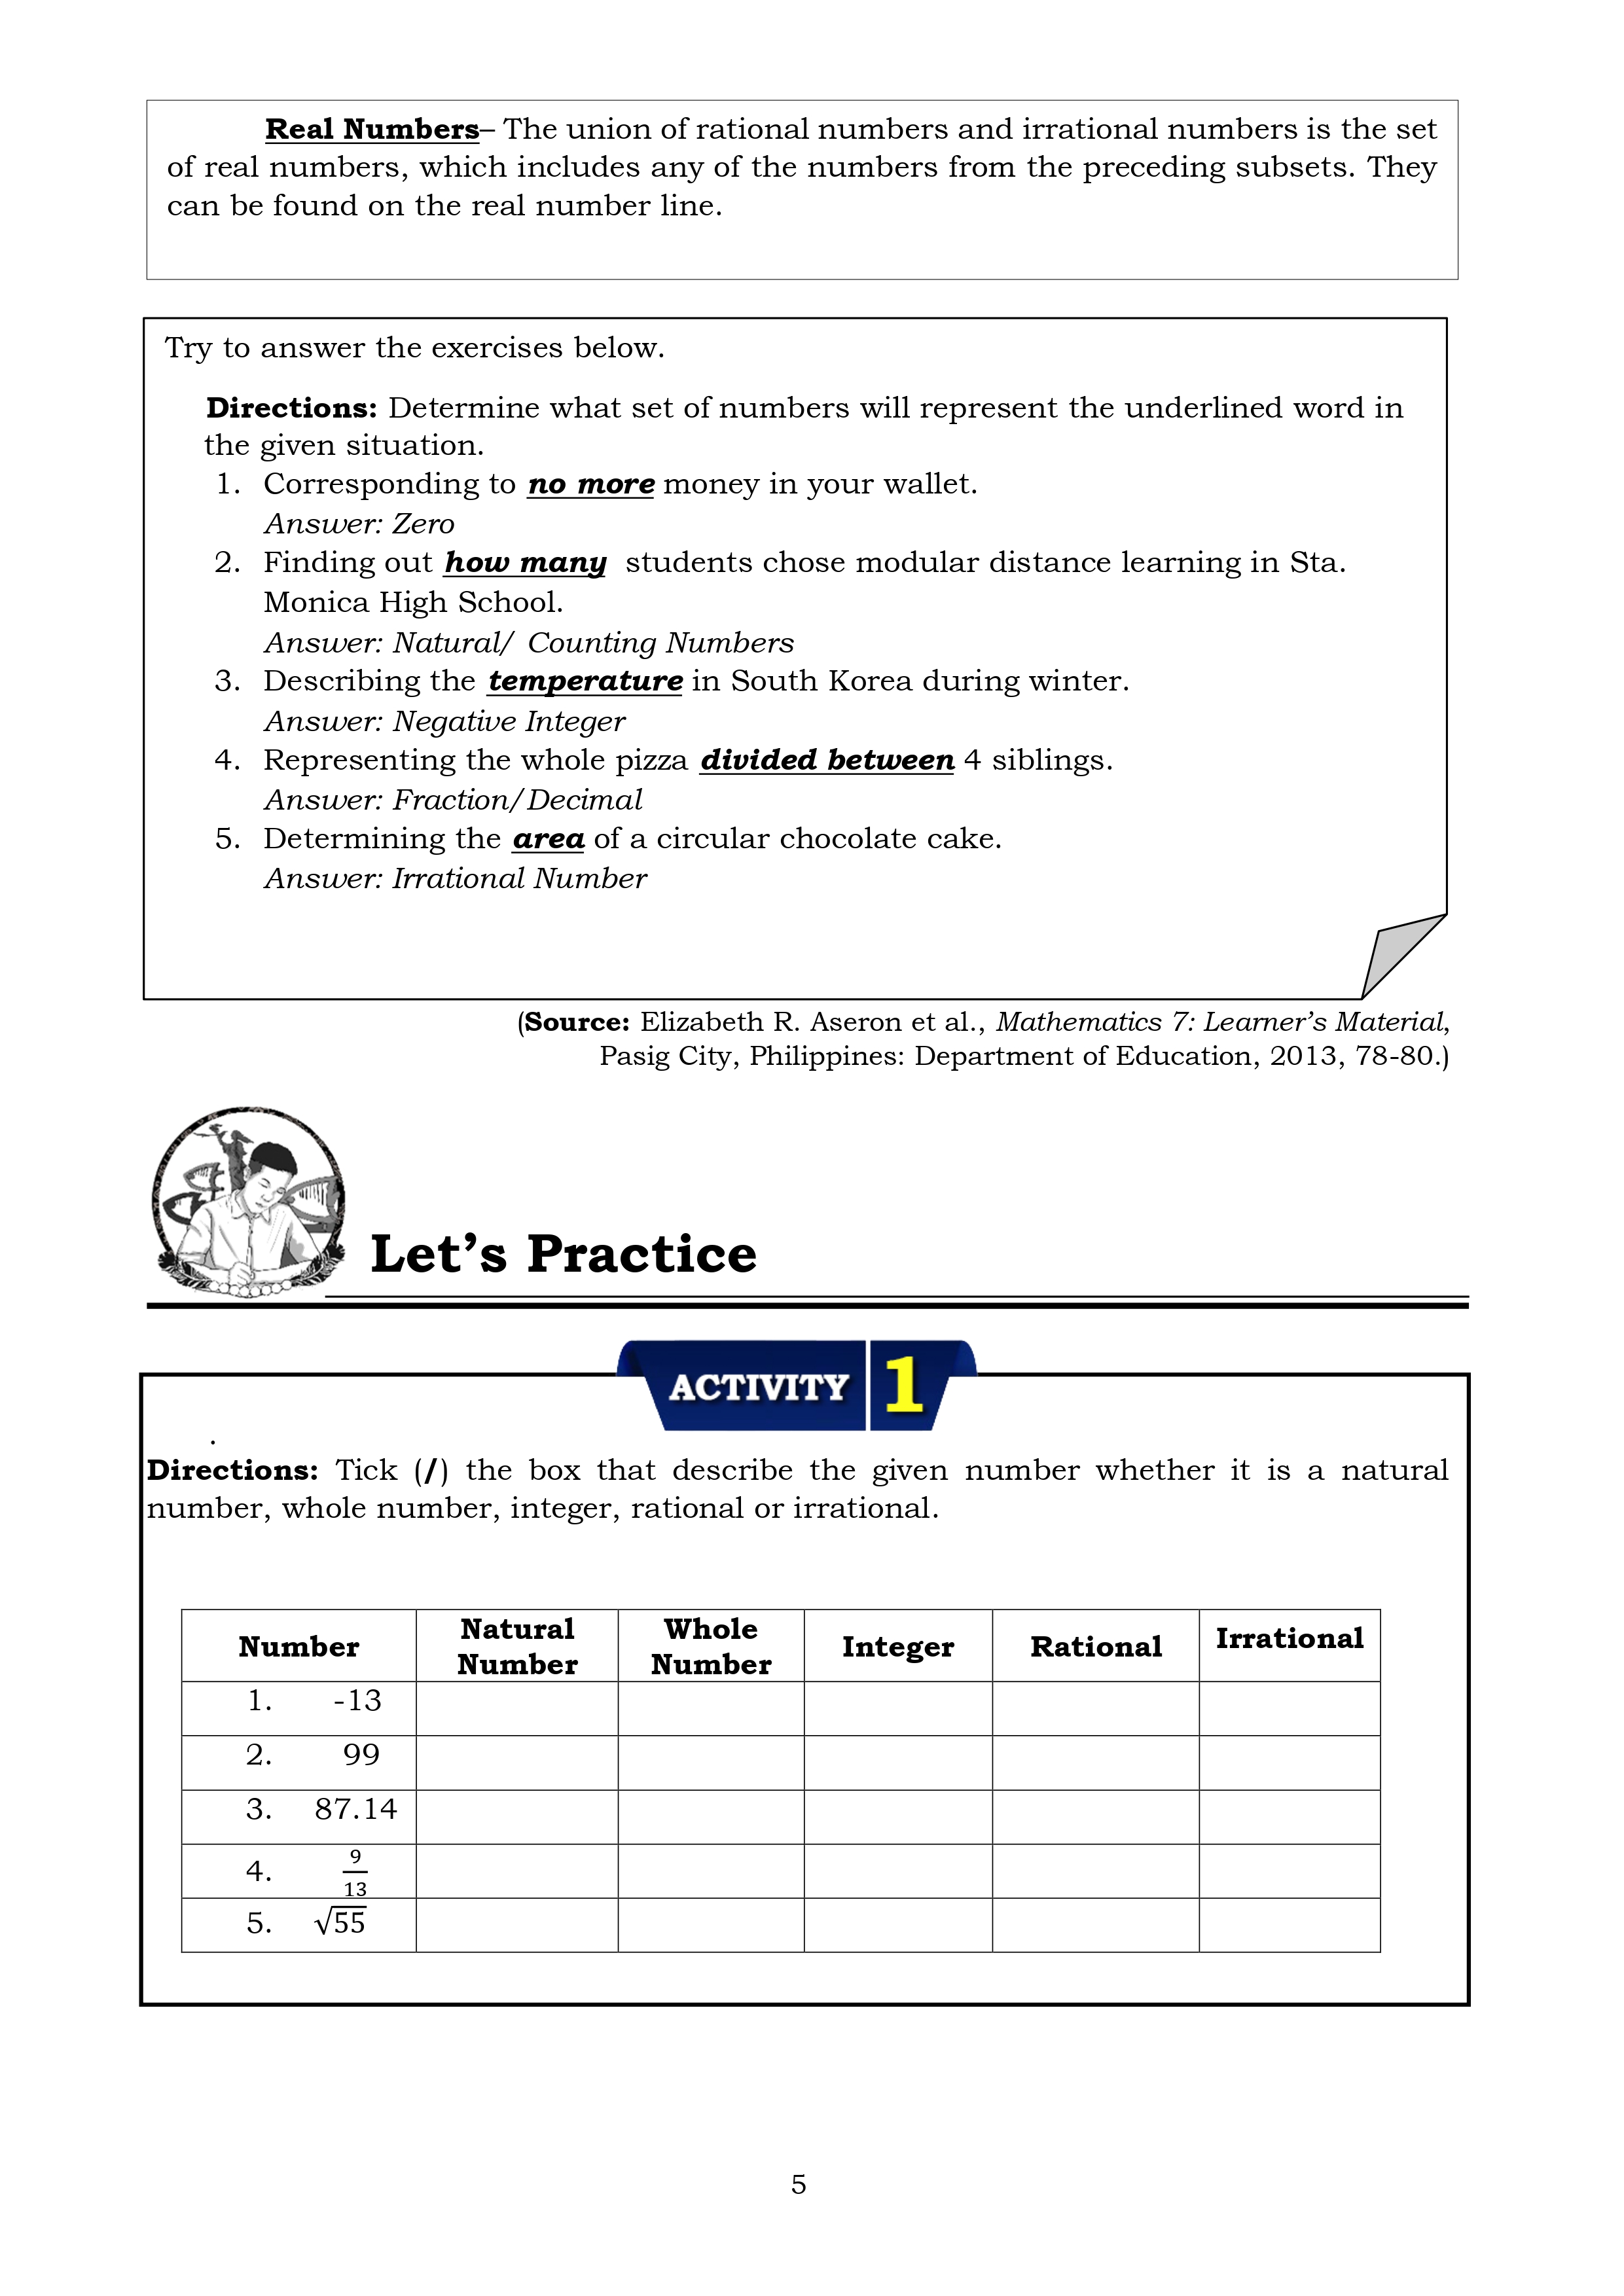 Real Numbers– The union of rational numbers and irrational numbers is the set
of real numbers, which includes any of the numbers from the preceding subsets. They
can be found on the real number line.
Try to answer the exercises below.
Directions: Determine what set of numbers will represent the underlined word in
the given situation.
1. Corresponding to no more money in your wallet.
Answer: Zero
2. Finding out how many students chose modular distance learning in Sta.
Monica High School.
Answer: Natural/ Counting Numbers
3. Describing the temperature in South Korea during winter.
Answer: Negative Integer
4. Representing the whole pizza divided between 4 siblings.
Answer: Fraction/Decimal
5. Determining the area of a circular chocolate cake.
Answer: Irrational Number
(Source: Elizabeth R. Aseron et al., Mathematics 7: Learner’s Material,
Pasig City, Philippines: Department of Education, 2013, 78-80.)
Let’s Practice
ACTIVITY 1
.
Directions: Tick (/) the box that describe the given number whether it is a natural
number, whole number, integer, rational or irrational.
Number Natural Number Whole Number Integer Rational Irrational
1. -13
2. 99
3. 87.14
4. 9/13
5. √55
5